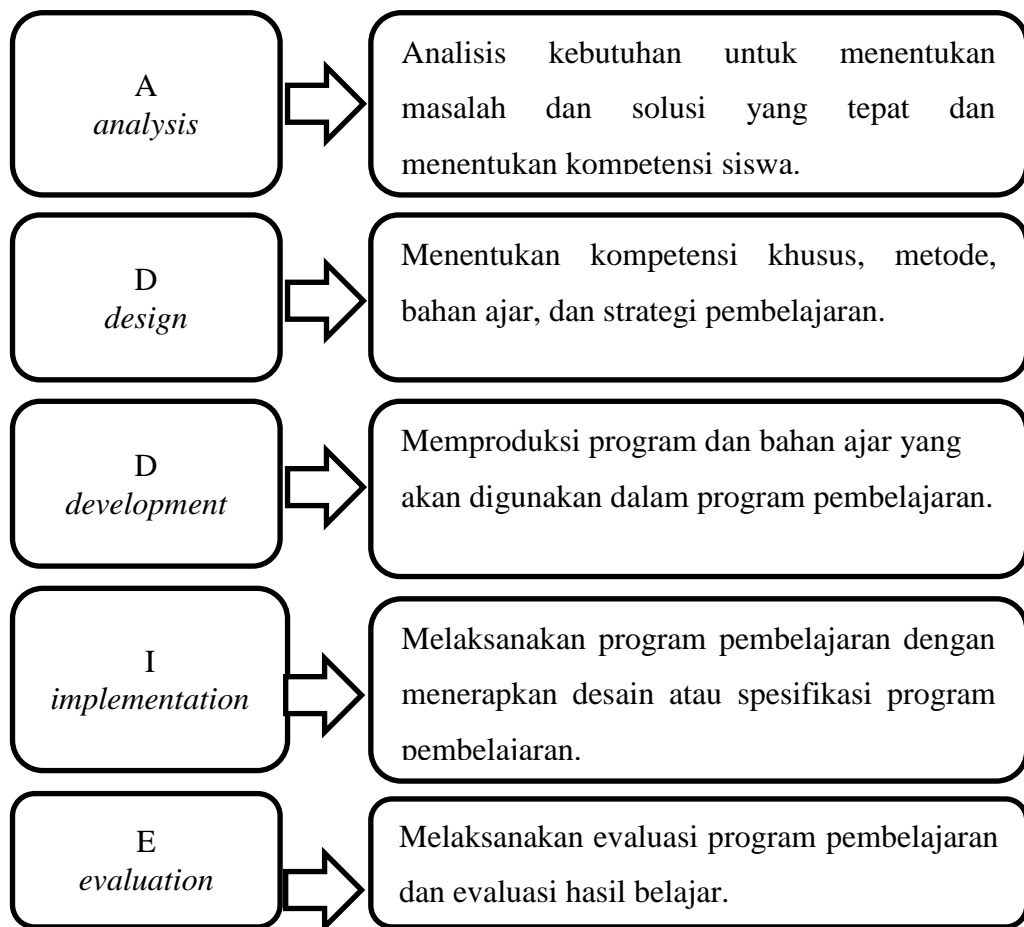 A
analysis
Analisis kebutuhan untuk menentukan
masalah dan solusi yang tepat dan
menentukan kompetensi siswa.
D
design
Menentukan kompetensi khusus, metode,
bahan ajar, dan strategi pembelajaran.
D
development
Memproduksi program dan bahan ajar yang
akan digunakan dalam program pembelajaran.
I
implementation
Melaksanakan program pembelajaran dengan
menerapkan desain atau spesifikasi program
pembelajaran.
E
evaluation
Melaksanakan evaluasi program pembelajaran
dan evaluasi hasil belajar.